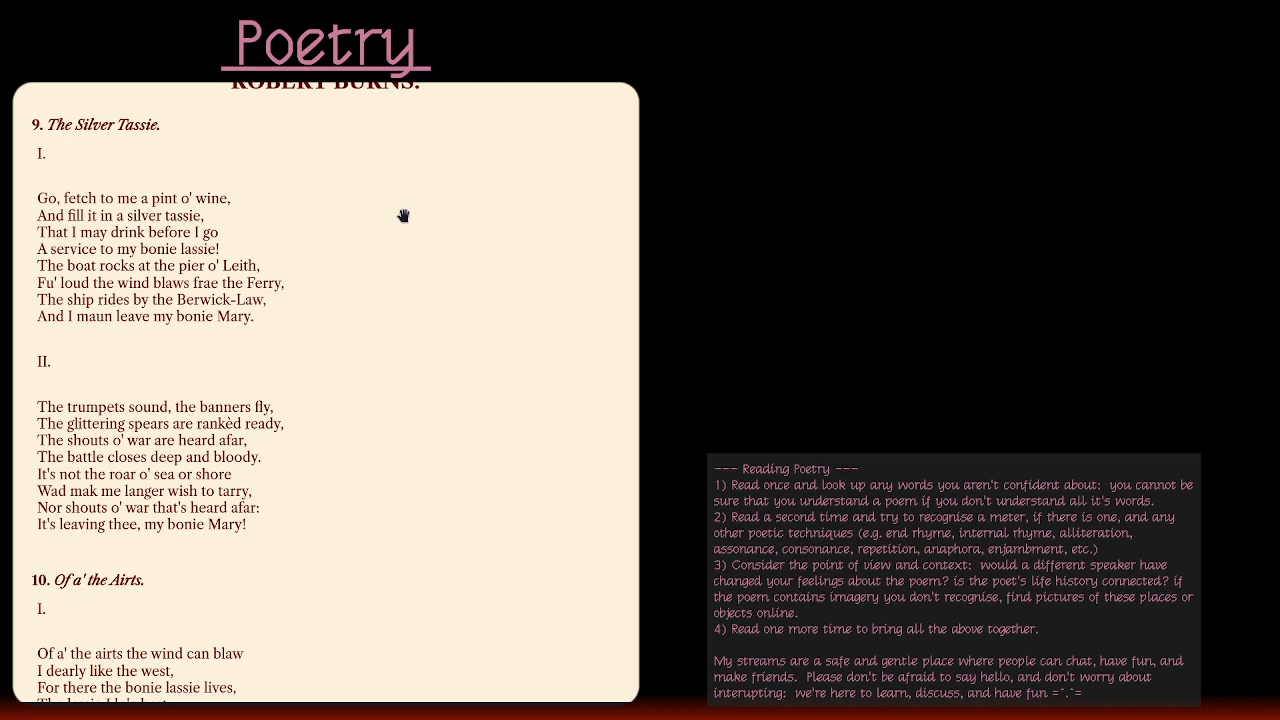 Poetry
ROBERT BURNS.
9. The Silver Tassie.
I.
Go, fetch to me a pint o' wine,
And fill it in a silver tassie,
That I may drink before I go
A service to my bonie lassie!
The boat rocks at the pier o' Leith,
Fu' loud the wind blaws frae the Ferry,
The ship rides by the Berwick-Law,
And I maun leave my bonie Mary.
II.
The trumpets sound, the banners fly,
The glittering spears are rankèd ready,
The shouts o' war are heard afar,
The battle closes deep and bloody.
It's not the roar o' sea or shore
Wad mak me langer wish to tarry,
Nor shouts o' war that's heard afar:
It's leaving thee, my bonie Mary!
10. Of a' the Airts.
I.
Of a' the airts the wind can blaw
I dearly like the west,
For there the bonie lassie lives,
--- Reading Poetry ---
1) Read once and look up any words you aren't confident about: you cannot be
sure that you understand a poem if you don't understand all it's words.
2) Read a second time and try to recognise a meter, if there is one, and any
other poetic techniques (e.g. end rhyme, internal rhyme, alliteration,
assonance, consonance, repetition, anaphora, enjambment, etc.)
3) Consider the point of view and context: would a different speaker have
changed your feelings about the poem? is the poet's life history connected? if
the poem contains imagery you don't recognise, find pictures of these places or
objects online.
4) Read one more time to bring all the above together.
My streams are a safe and gentle place where people can chat, have fun, and
make friends. Please don't be afraid to say hello, and don't worry about
interupting: we're here to learn, discuss, and have fun =^.^=